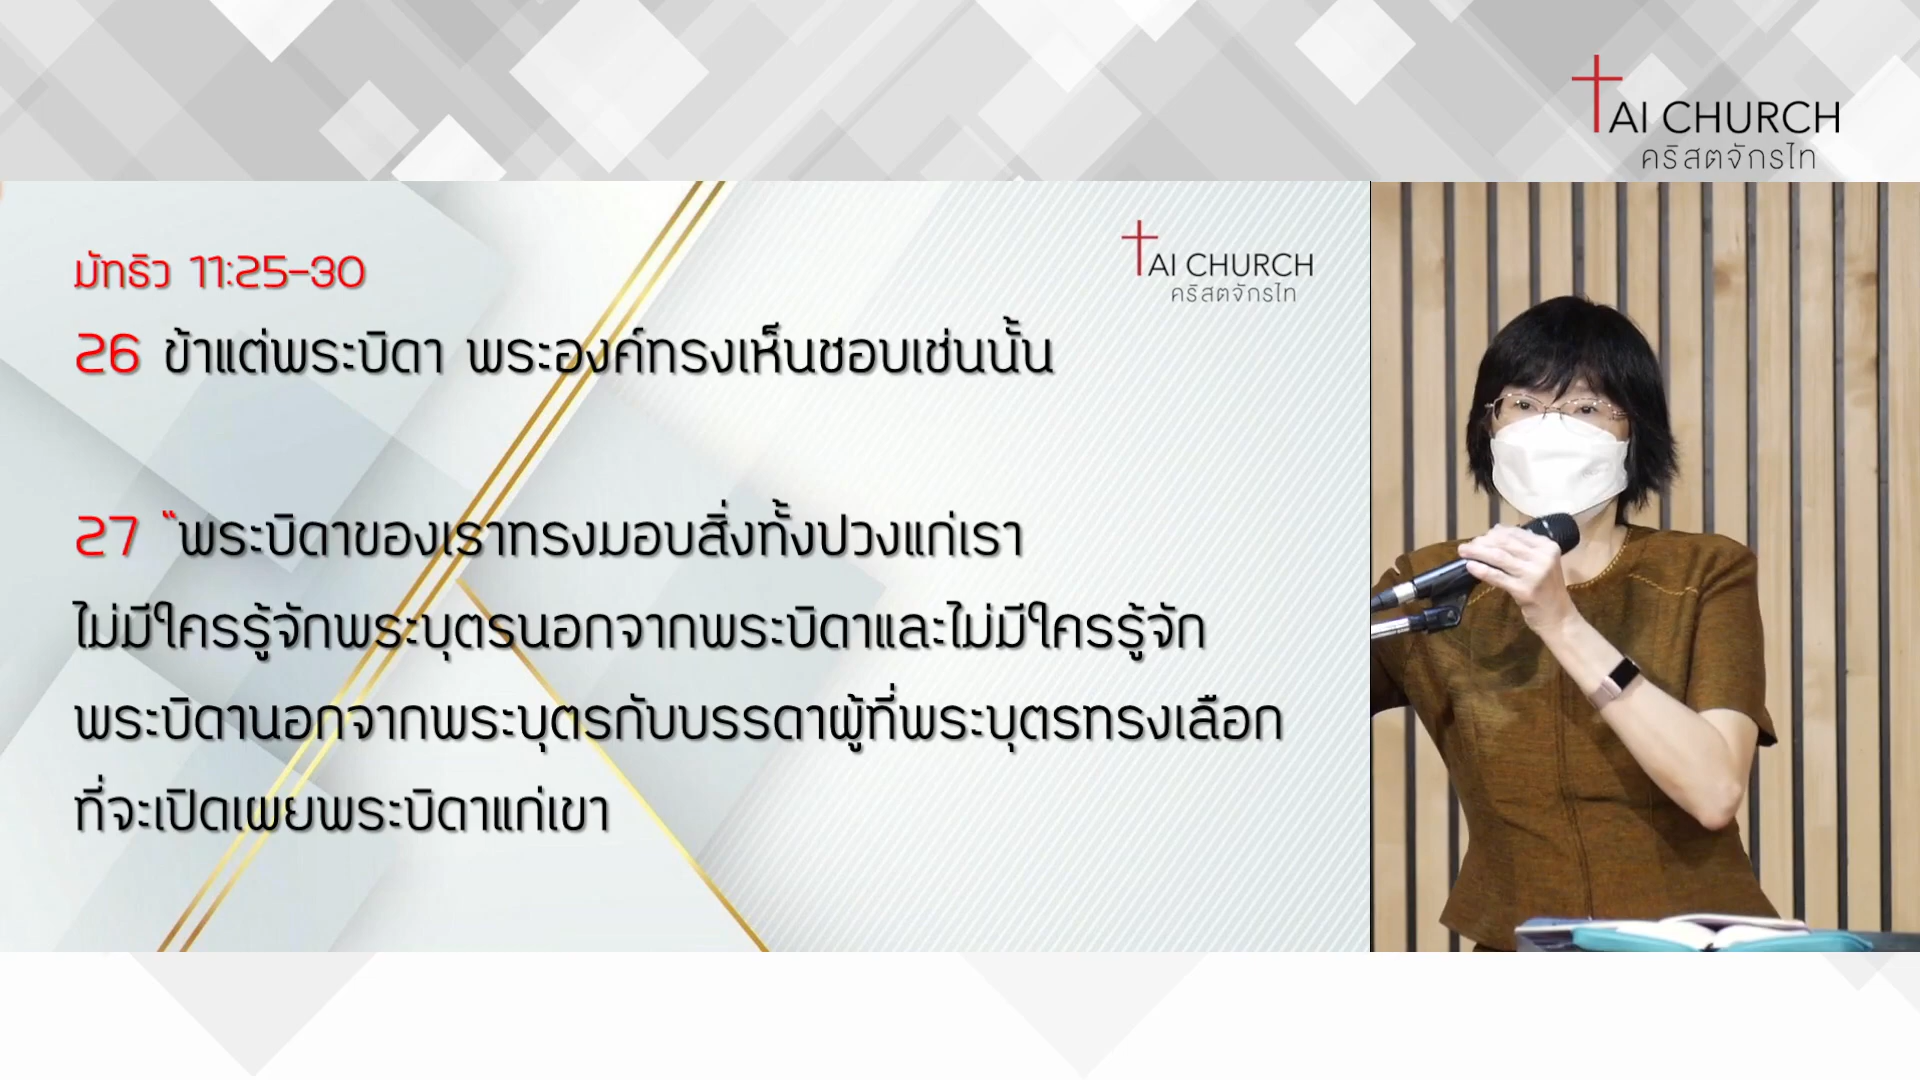 TAI CHURCH
คริสตจักรไท
TAI CHURCH
คริสตจักรไท
มัทธิว 11:25-30
26 ข้าแต่พระบิดา พระองค์ทรงเห็นชอบเช่นนั้น
27 “พระบิดาของเราทรงมอบสิ่งทั้งปวงแก่เรา
ไม่มีใครรู้จักพระบุตรนอกจากพระบิดาและไม่มีใครรู้จัก
พระบิดานอกจากพระบุตรกับบรรดาผู้ที่พระบุตรทรงเลือก
ที่จะเปิดเผยพระบิดาแก่เขา